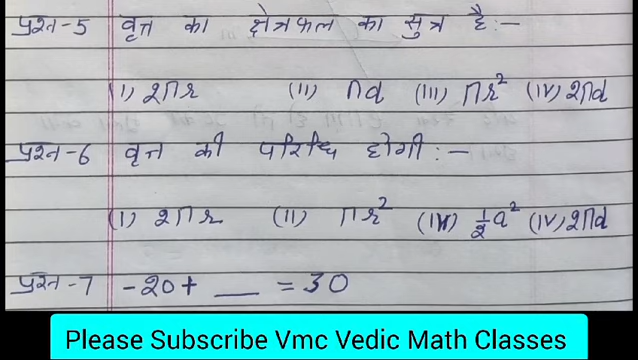 प्रश्न-5 वृत्त का क्षेत्रफल का सुत्र है:-
(I) 2πr (II) πd (III) πr² (IV) 2πd
प्रश्न-6 वृत्त की परिधि होगी:-
(I) 2πr (II) πr² (III) ½a² (IV) 2πd
प्रश्न-7 -20+ __ = 30
Please Subscribe Vmc Vedic Math Classes